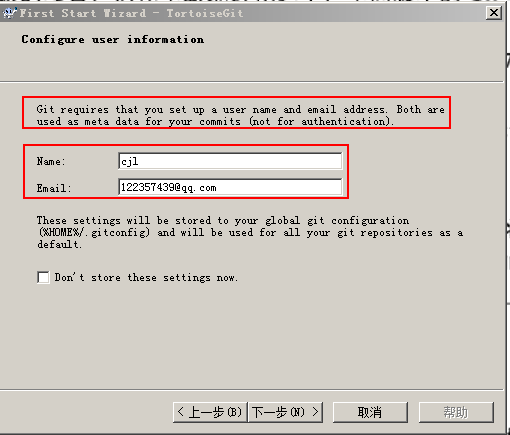 First Start Wizard - TortoiseGit
Configure user information
Git requires that you set up a user name and email address. Both are
used as meta data for your commits (not for authentication).
Name:
cjl
Email:
122357439@qq.com
These settings will be stored to your global git configuration
(%HOME%/.gitconfig) and will be used for all your git repositories as a
default.
Don't store these settings now.
< 上一步(B)
下一步(N) >
取消
帮助